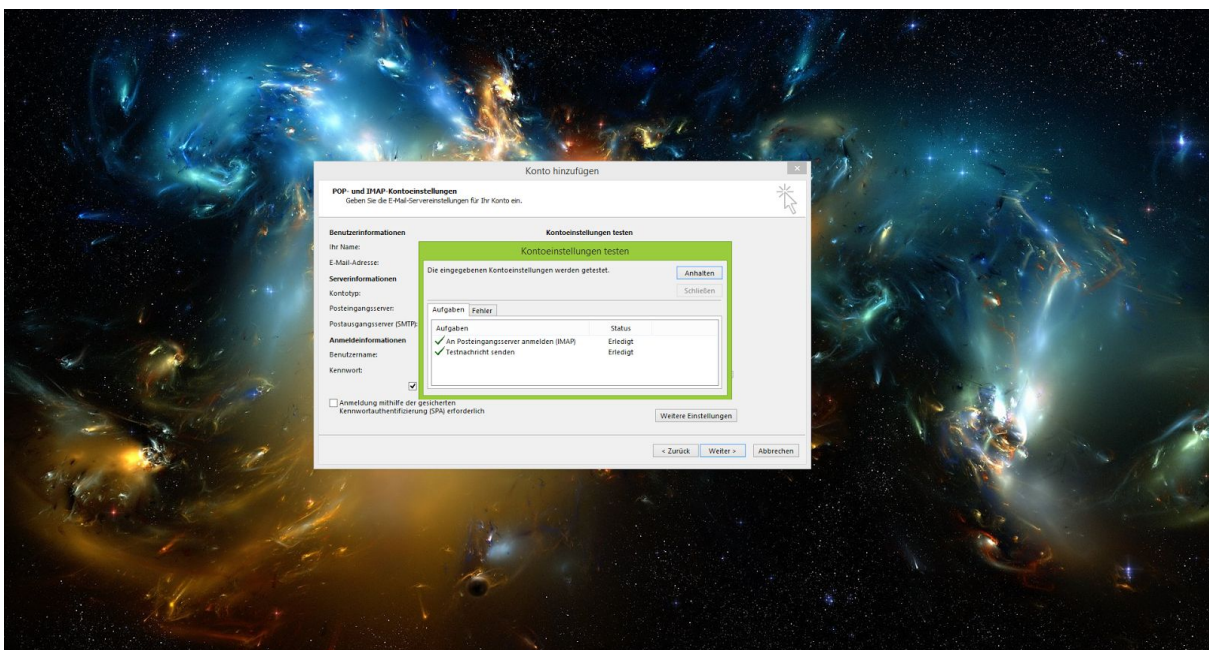 Konto hinzufügen
POP- und IMAP-Kontoeinstellungen
Geben Sie die E-Mail-Servereinstellungen für Ihr Konto ein.
Benutzerinformationen
Kontoeinstellungen testen
Ihr Name:
E-Mail-Adresse:
Serverinformationen
Kontotyp:
Posteingangsserver:
Postausgangsserver (SMTP):
Anmeldeinformationen
Benutzername:
Kennwort:
Kontoeinstellungen testen
Die eingegebenen Kontoeinstellungen werden getestet.
Anhalten
Schließen
Aufgaben Fehler
Aufgaben Status
An Posteingangsserver anmelden (IMAP) Erledigt
Testnachricht senden Erledigt
Anmeldung mithilfe der gesicherten
Kennwortauthentifizierung (SPA) erforderlich
Weitere Einstellungen
< Zurück Weiter > Abbrechen